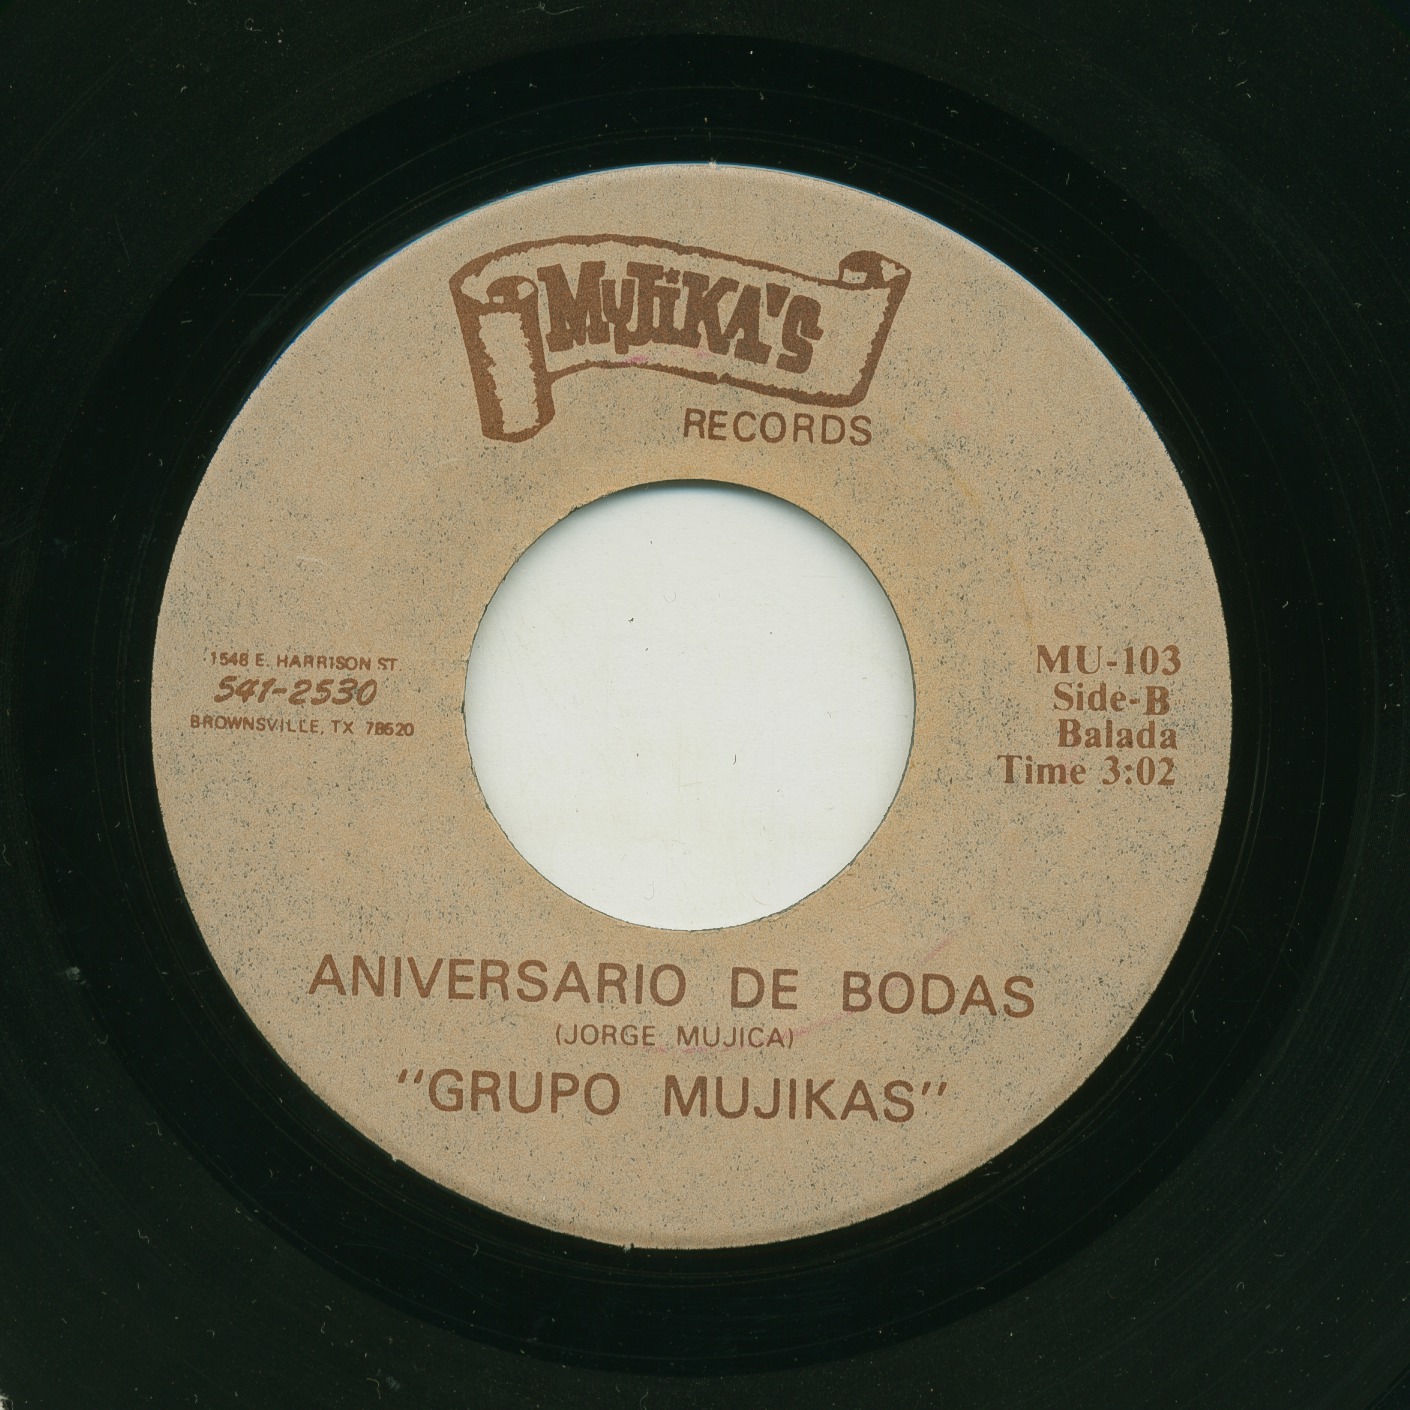 MUJIKA'S
RECORDS
1548 E. HARRISON ST
541-2530
BROWNSVILLE, TX 78520
MU-103
Side-B
Balada
Time 3:02
ANIVERSARIO DE BODAS
(JORGE MUJICA)
"GRUPO MUJIKAS"